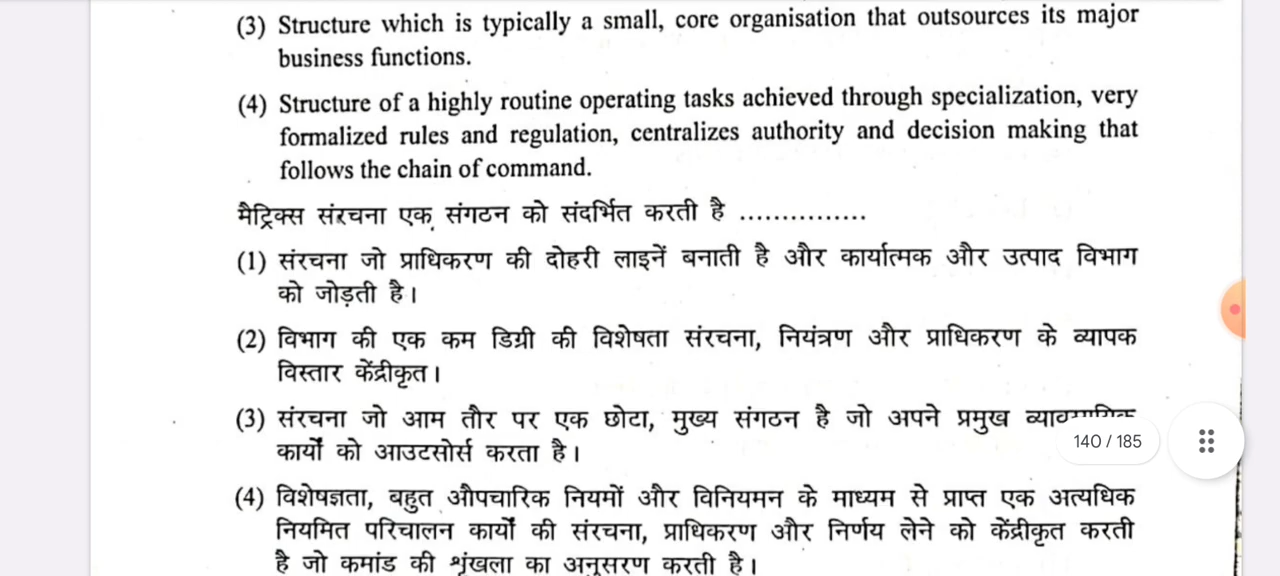 (3) Structure which is typically a small, core organisation that outsources its major
business functions.
(4) Structure of a highly routine operating tasks achieved through specialization, very
formalized rules and regulation, centralizes authority and decision making that
follows the chain of command.
मैट्रिक्स संरचना एक संगठन को संदर्भित करती है ...............
(1) संरचना जो प्राधिकरण की दोहरी लाइनें बनाती है और कार्यात्मक और उत्पाद विभाग
को जोड़ती है।
(2) विभाग की एक कम डिग्री की विशेषता संरचना, नियंत्रण और प्राधिकरण के व्यापक
विस्तार केंद्रीकृत।
(3) संरचना जो आम तौर पर एक छोटा, मुख्य संगठन है जो अपने प्रमुख
कार्यों को आउटसोर्स करता है।
140 / 185
(4) विशेषज्ञता, बहुत औपचारिक नियमों और विनियमन के माध्यम से प्राप्त एक अत्यधिक
नियमित परिचालन कार्यों की संरचना, प्राधिकरण और निर्णय लेने को केंद्रीकृत करती
है जो कमांड की शृंखला का अनुसरण करती है।